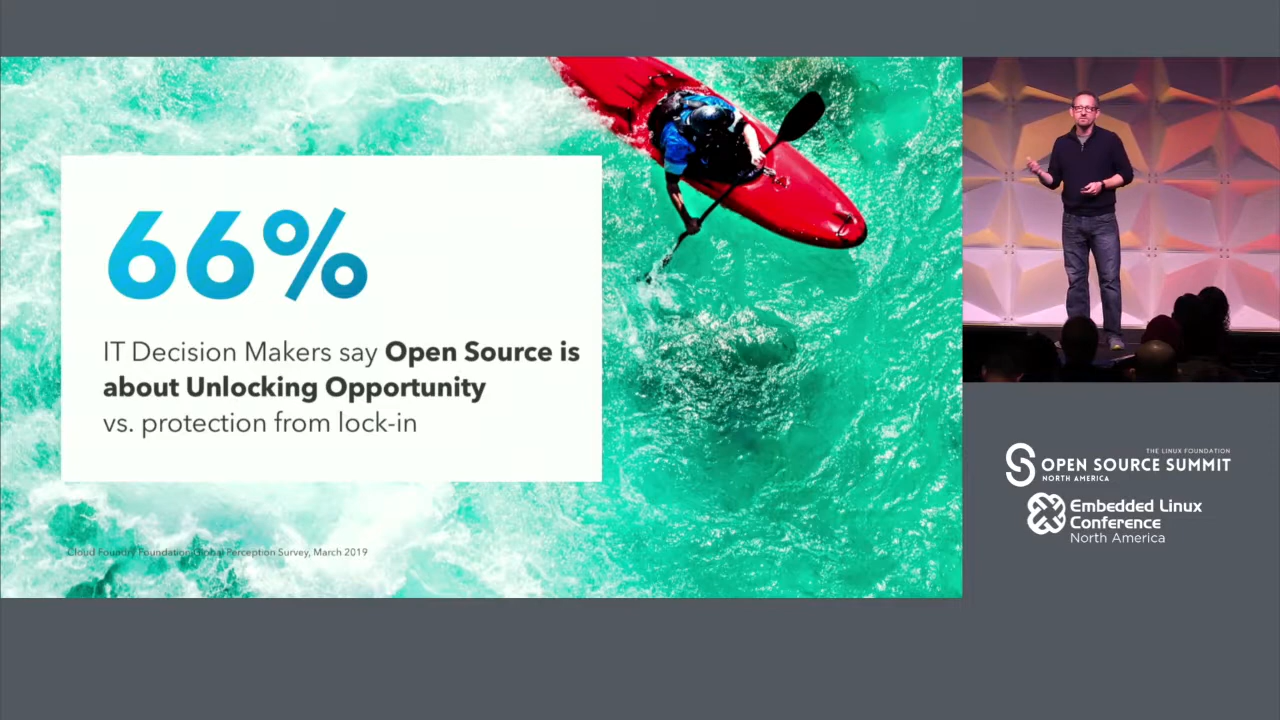 66%
IT Decision Makers say Open Source is
about Unlocking Opportunity
vs. protection from lock-in
Cloud Foundry Foundation Global Perception Survey, March 2019
THE LINUX FOUNDATION
OPEN SOURCE SUMMIT
NORTH AMERICA
Embedded Linux
Conference
North America